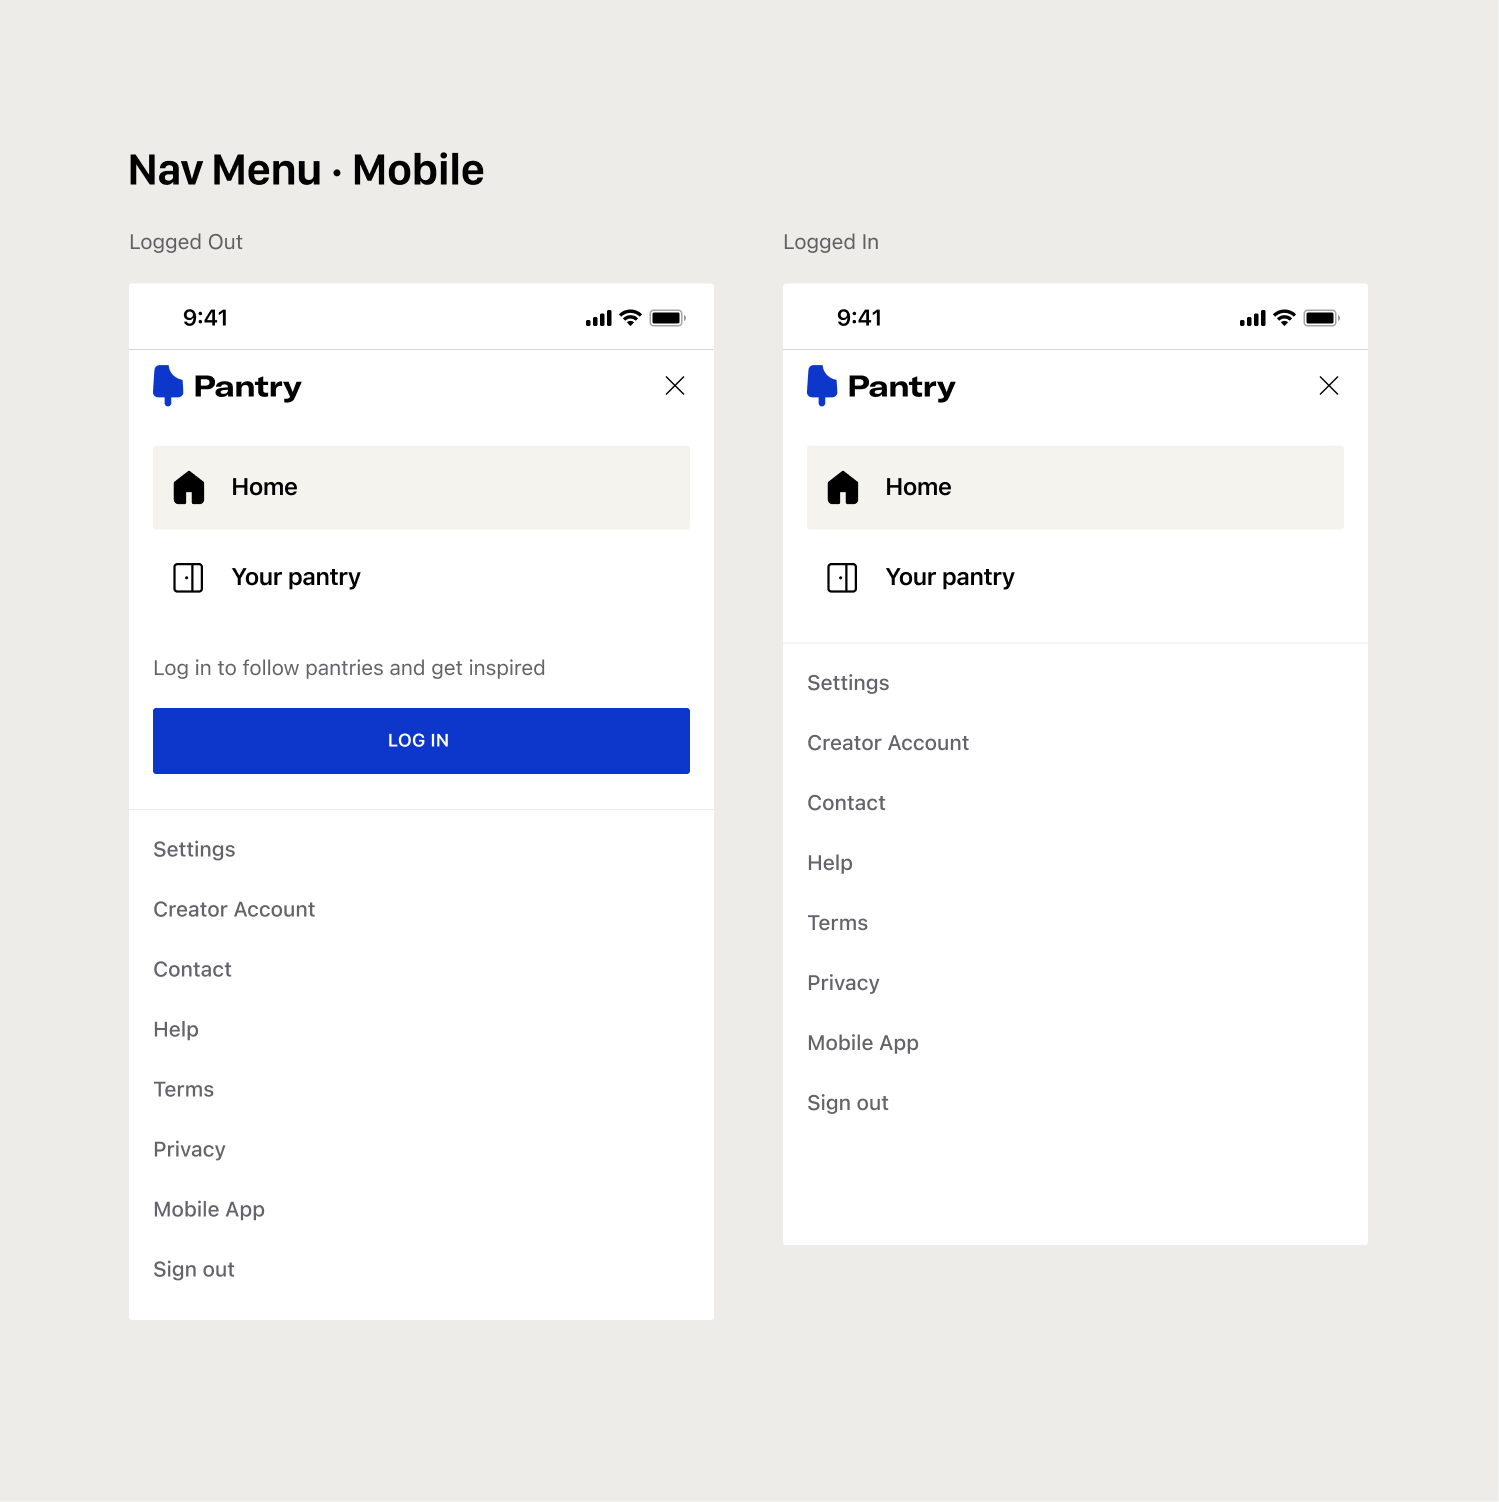 Nav Menu · Mobile
Logged Out
9:41
Pantry
Home
Your pantry
Log in to follow pantries and get inspired
LOG IN
Settings
Creator Account
Contact
Help
Terms
Privacy
Mobile App
Sign out
Logged In
9:41
Pantry
Home
Your pantry
Settings
Creator Account
Contact
Help
Terms
Privacy
Mobile App
Sign out